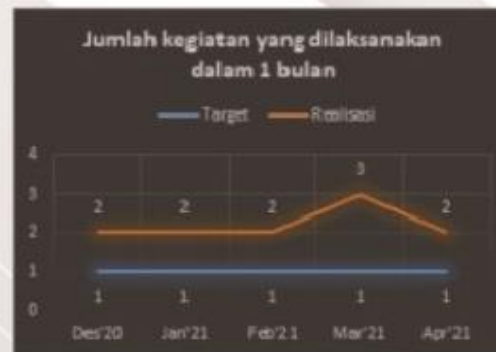 Jumlah kegiatan yang dilaksanakan
dalam 1 bulan
Target Realisasi
4
3
2
1
0
2 2 2 3 2
1 1 1 1 1
Des'20 Jan'21 Feb'21 Mar'21 Apr'21